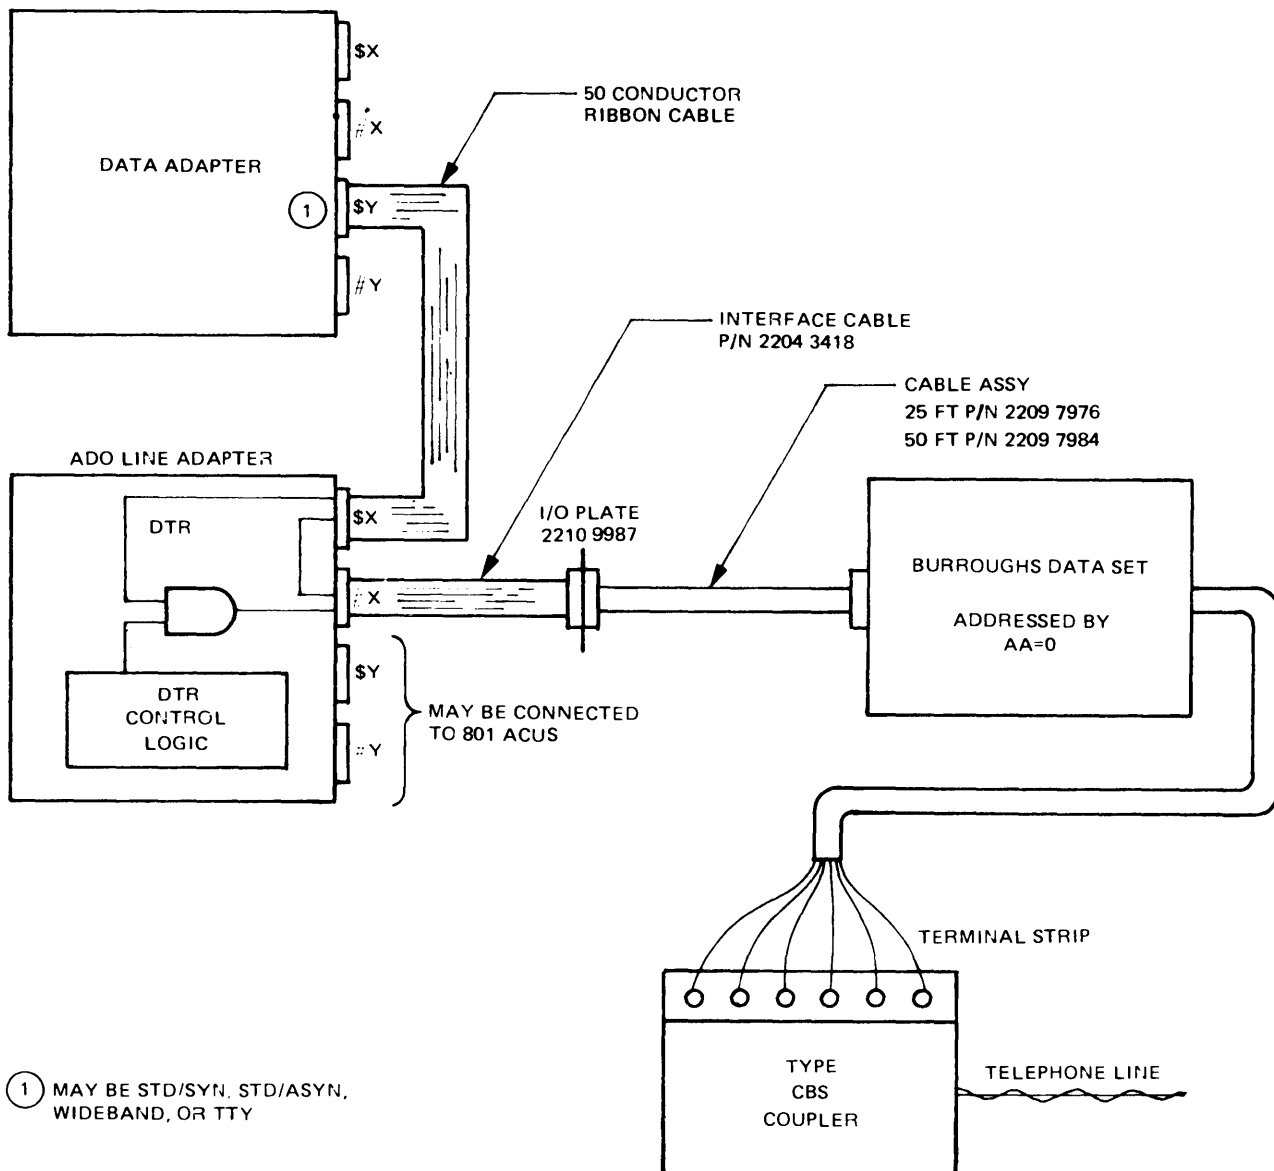 $X
50 CONDUCTOR
RIBBON CABLE
#X
DATA ADAPTER
1
$Y
#Y
INTERFACE CABLE
P/N 2204 3418
CABLE ASSY
25 FT P/N 2209 7976
50 FT P/N 2209 7984
ADO LINE ADAPTER
$X
DTR
I/O PLATE
2210 9987
#X
BURROUGHS DATA SET
ADDRESSED BY
AA=0
$Y
DTR
CONTROL
LOGIC
#Y
MAY BE CONNECTED
TO 801 ACUS
TERMINAL STRIP
TYPE
CBS
COUPLER
TELEPHONE LINE
1 MAY BE STD/SYN, STD/ASYN,
WIDEBAND, OR TTY